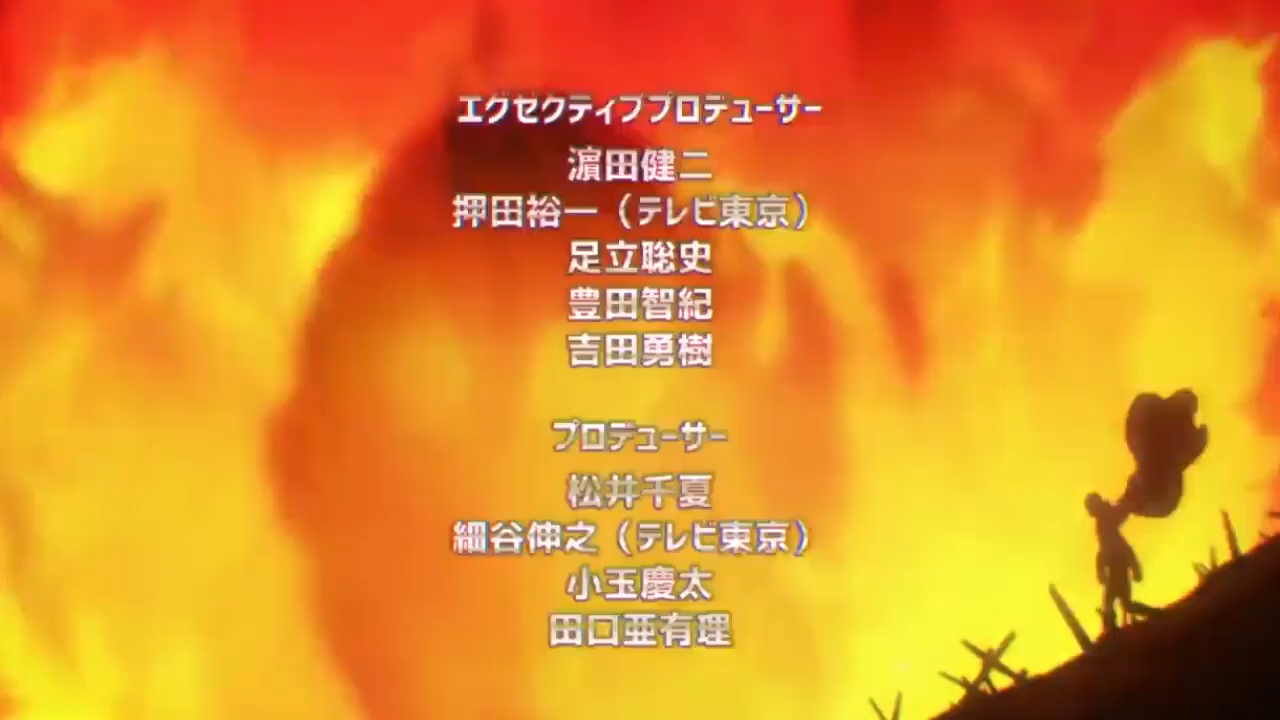 エグゼクティブプロデューサー
濵田健二
押田裕一（テレビ東京）
足立聡史
豊田智紀
吉田勇樹
プロデューサー
松井千夏
細谷伸之（テレビ東京）
小玉慶太
田口亜有理